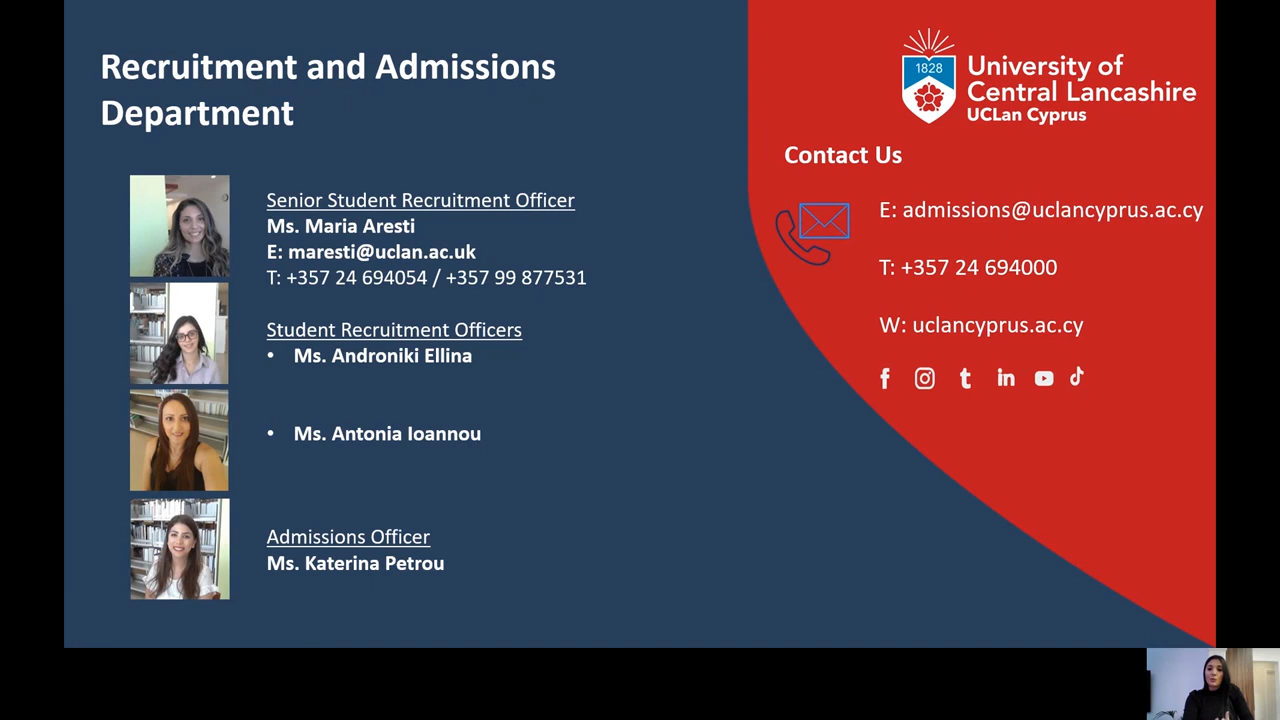 Recruitment and Admissions
Department
Senior Student Recruitment Officer
Ms. Maria Aresti
E: maresti@uclan.ac.uk
T: +357 24 694054 / +357 99 877531
Student Recruitment Officers
• Ms. Androniki Ellina
• Ms. Antonia Ioannou
Admissions Officer
Ms. Katerina Petrou
1828
University of
Central Lancashire
UCLan Cyprus
Contact Us
E: admissions@uclancyprus.ac.cy
T: +357 24 694000
W: uclancyprus.ac.cy